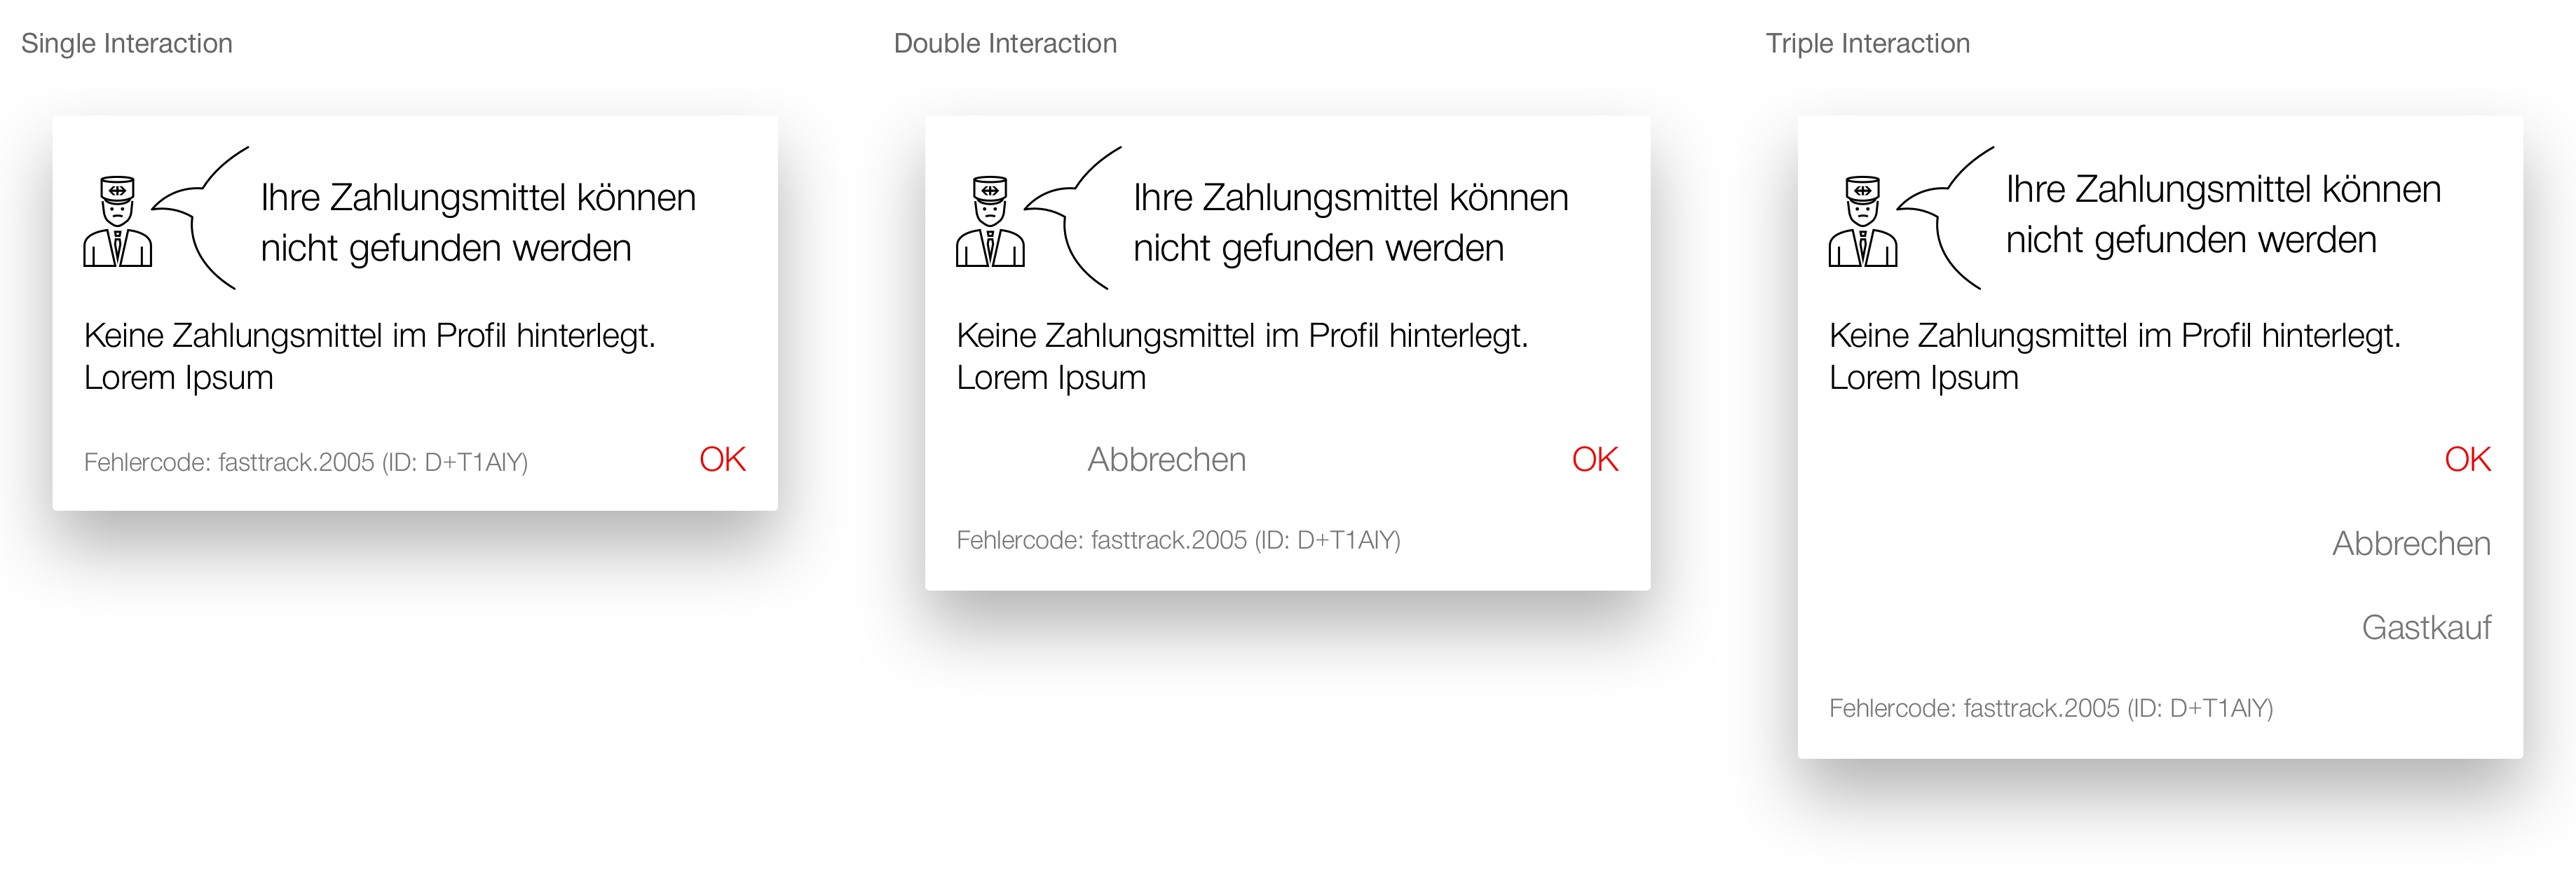 Single Interaction
Ihre Zahlungsmittel können
nicht gefunden werden
Keine Zahlungsmittel im Profil hinterlegt.
Lorem Ipsum
Fehlercode: fasttrack.2005 (ID: D+T1AlY)
OK
Double Interaction
Ihre Zahlungsmittel können
nicht gefunden werden
Keine Zahlungsmittel im Profil hinterlegt.
Lorem Ipsum
Abbrechen
OK
Fehlercode: fasttrack.2005 (ID: D+T1AlY)
Triple Interaction
Ihre Zahlungsmittel können
nicht gefunden werden
Keine Zahlungsmittel im Profil hinterlegt.
Lorem Ipsum
OK
Abbrechen
Gastkauf
Fehlercode: fasttrack.2005 (ID: D+T1AlY)